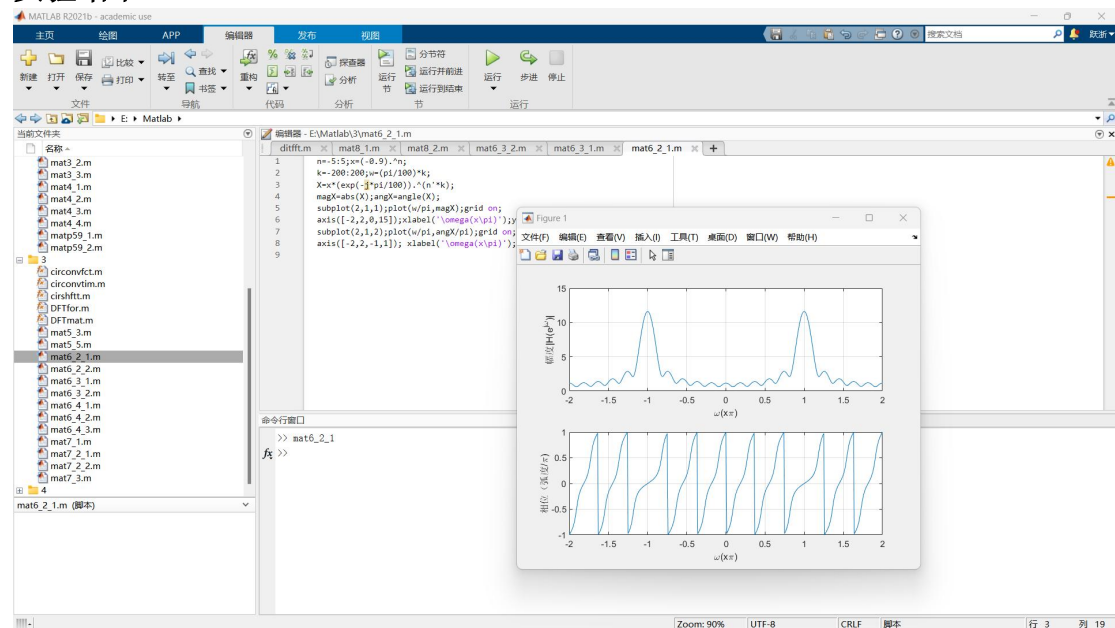 MATLAB R2021b - academic use
主页 绘图 APP 编辑器 发布 视图
搜索文档
跃浙
新建 打开 保存 比较 打印
转至 查找 书签
重构
探查器 分析
运行节 分节符 运行并前进 运行到结束
运行 步进 停止
文件 导航 代码 分析 节 运行
E: Matlab
当前文件夹
名称
mat3_2.m
mat3_3.m
mat4_1.m
mat4_2.m
mat4_3.m
mat4_4.m
matp59_1.m
matp59_2.m
3
circonvfct.m
circonvtim.m
cirshftt.m
DFTfor.m
DFTmat.m
mat5_3.m
mat5_5.m
mat6_2_1.m
mat6_2_2.m
mat6_3_1.m
mat6_3_2.m
mat6_4_1.m
mat6_4_2.m
mat6_4_3.m
mat7_1.m
mat7_2_1.m
mat7_2_2.m
mat7_3.m
4
mat6_2_1.m (脚本)
编辑器 - E:\Matlab\3\mat6_2_1.m
ditfft.m mat8_1.m mat8_2.m mat6_3_2.m mat6_3_1.m mat6_2_1.m
1 n=-5:5;x=(-0.9).^n;
2 k=-200:200;w=(pi/100)*k;
3 X=x*(exp(-j*pi/100)).^(n'*k);
4 magX=abs(X);angX=angle(X);
5 subplot(2,1,1);plot(w/pi,magX);grid on;
6 axis([-2,2,0,15]);xlabel('\omega(x\pi)');y
7 subplot(2,1,2);plot(w/pi,angX/pi);grid on;
8 axis([-2,2,-1,1]); xlabel('\omega(x\pi)');
9
命令行窗口
>> mat6_2_1
fx >>
Figure 1
文件(F) 编辑(E) 查看(V) 插入(I) 工具(T) 桌面(D) 窗口(W) 帮助(H)
15
10
5
0
幅度|H(e^jω)|
-2 -1.5 -1 -0.5 0 0.5 1 1.5 2
ω(xπ)
1
0.5
0
-0.5
-1
相位（弧度/π)
-2 -1.5 -1 -0.5 0 0.5 1 1.5 2
ω(xπ)
Zoom: 90% UTF-8 CRLF 脚本 行 3 列 19